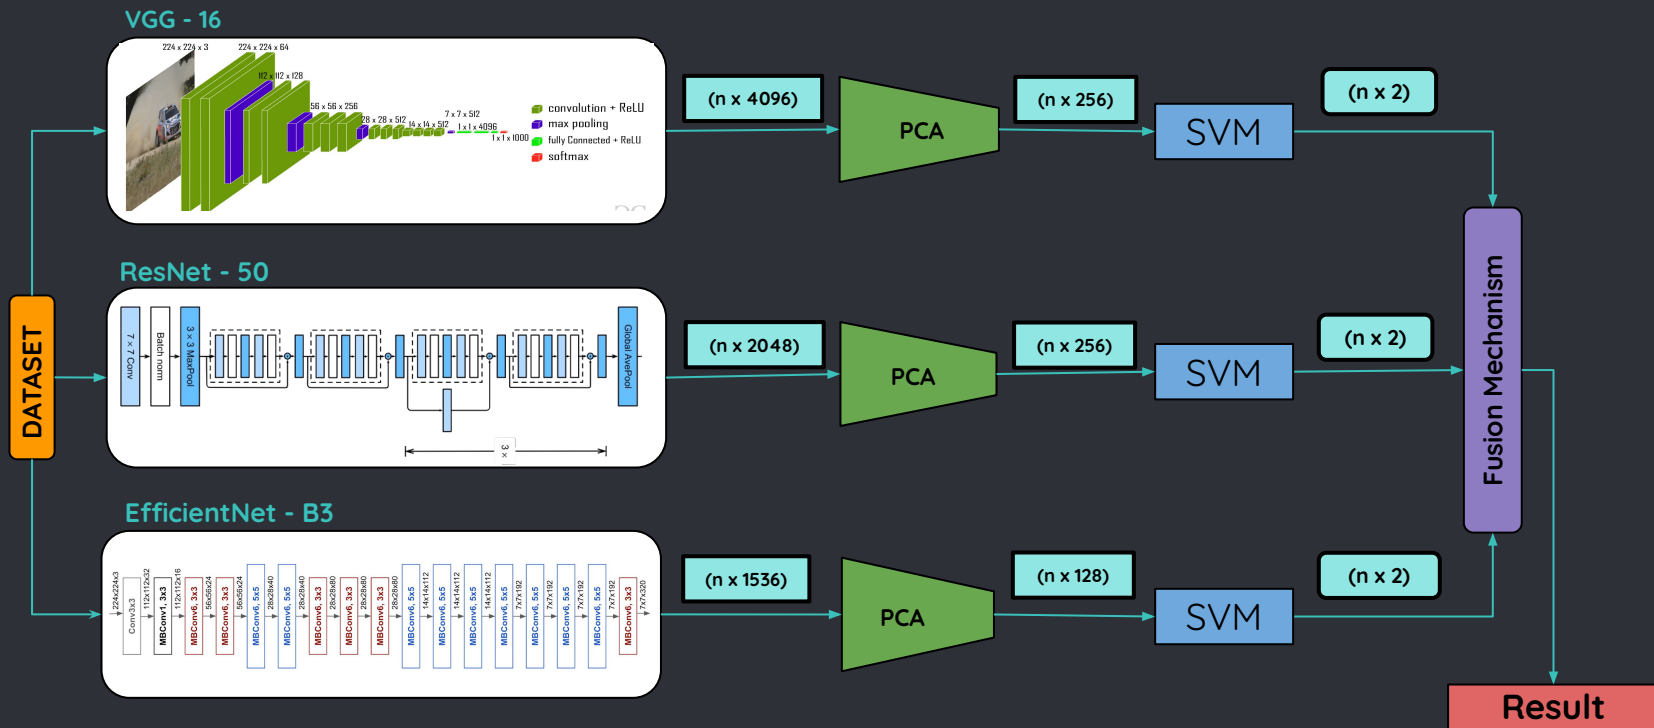 VGG - 16
224 x 224 x 3
224 x 224 x 64
112 x 112 x 128
56 x 56 x 256
28 x 28 x 512
14 x 14 x 512
7 x 7 x 512
1 x 1 x 4096
1 x 1 x 1000
convolution + ReLU
max pooling
fully Connected + ReLU
softmax
(n x 4096)
PCA
(n x 256)
SVM
(n x 2)
ResNet - 50
7 × 7 Conv
Batch norm
3 × 3 MaxPool
Global AvePool
3 ×
(n x 2048)
PCA
(n x 256)
SVM
(n x 2)
DATASET
Fusion Mechanism
EfficientNet - B3
224x224x3
Conv3x3
112x112x32
MBConv1, 3x3
112x112x16
MBConv6, 3x3
56x56x24
MBConv6, 3x3
56x56x24
MBConv6, 5x5
28x28x40
MBConv6, 5x5
28x28x40
MBConv6, 3x3
28x28x80
MBConv6, 3x3
28x28x80
MBConv6, 3x3
28x28x80
MBConv6, 5x5
14x14x112
MBConv6, 5x5
14x14x112
MBConv6, 5x5
14x14x112
MBConv6, 5x5
7x7x192
MBConv6, 5x5
7x7x192
MBConv6, 5x5
7x7x192
MBConv6, 5x5
7x7x192
MBConv6, 3x3
7x7x320
(n x 1536)
PCA
(n x 128)
SVM
(n x 2)
Result